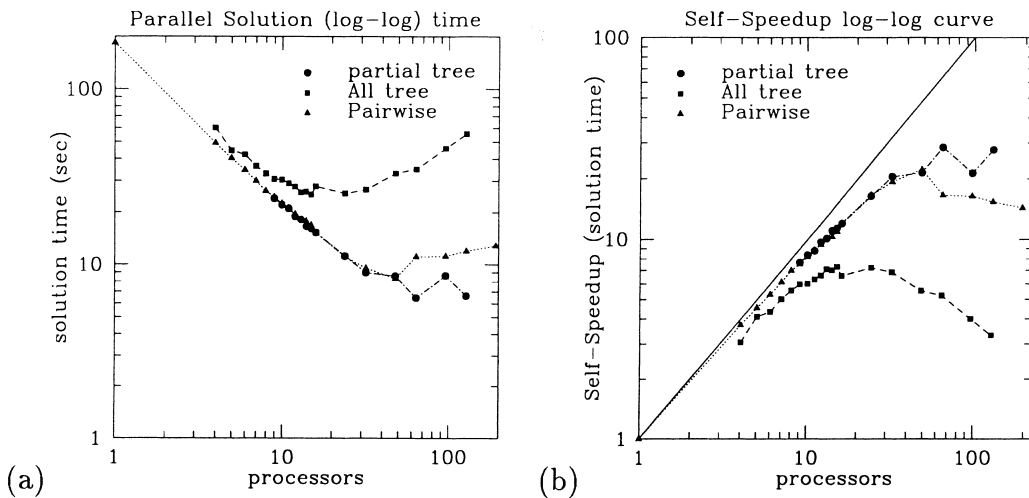 Parallel Solution (log-log) time
solution time (sec)
100
10
1
partial tree
All tree
Pairwise
1
10
100
processors
(a)
Self-Speedup log-log curve
Self-Speedup (solution time)
100
10
1
partial tree
All tree
Pairwise
1
10
100
processors
(b)